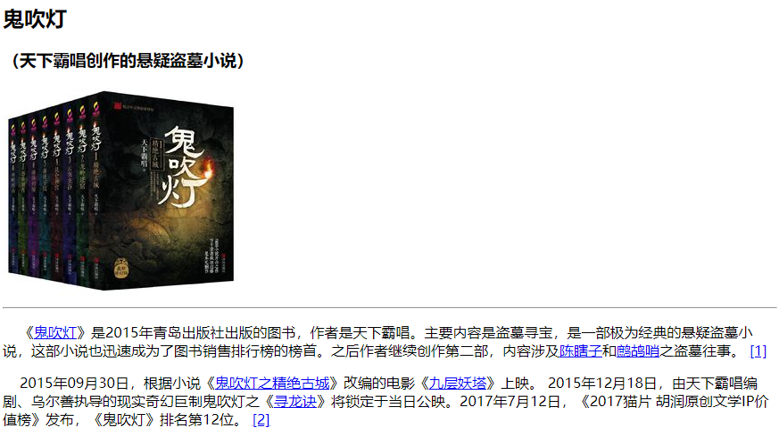 鬼吹灯
（天下霸唱创作的悬疑盗墓小说）
鬼吹灯
精绝古城
天下霸唱
《鬼吹灯》是2015年青岛出版社出版的图书，作者是天下霸唱。主要内容是盗墓寻宝，是一部极为经典的悬疑盗墓小
说，这部小说也迅速成为了图书销售排行榜的榜首。之后作者继续创作第二部，内容涉及陈瞎子和鹧鸪哨之盗墓往事。 [1]
2015年09月30日，根据小说《鬼吹灯之精绝古城》改编的电影《九层妖塔》上映。 2015年12月18日，由天下霸唱编
剧、乌尔善执导的现实奇幻巨制鬼吹灯之《寻龙诀》将锁定于当日公映。2017年7月12日，《2017猫片 胡润原创文学IP价
值榜》发布，《鬼吹灯》排名第12位。 [2]